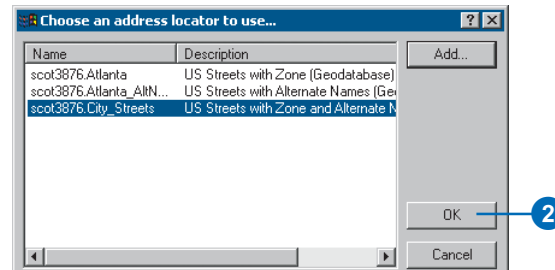 Choose an address locator to use...
Name Description
scot3876.Atlanta US Streets with Zone (Geodatabase)
scot3876.Atlanta_AltN... US Streets with Alternate Names (Ge
scot3876.City_Streets US Streets with Zone and Alternate N
Add...
OK
2
Cancel